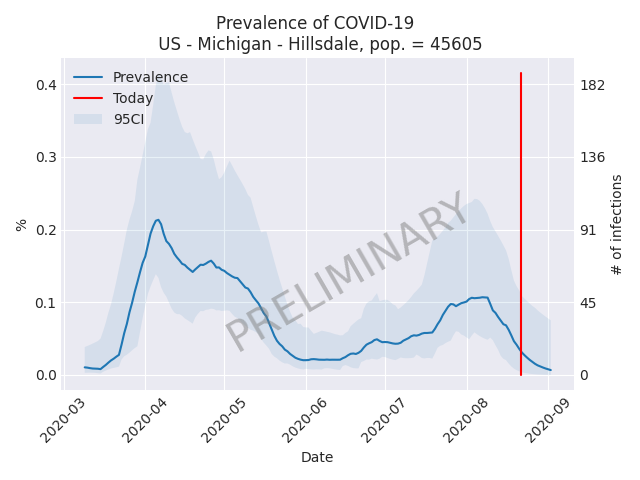 Prevalence of COVID-19
US - Michigan - Hillsdale, pop. = 45605
Prevalence
Today
95CI
0.4
0.3
0.2
0.1
0.0
%
182
136
91
45
0
# of infections
PRELIMINARY
2020-03
2020-04
2020-05
2020-06
2020-07
2020-08
2020-09
Date